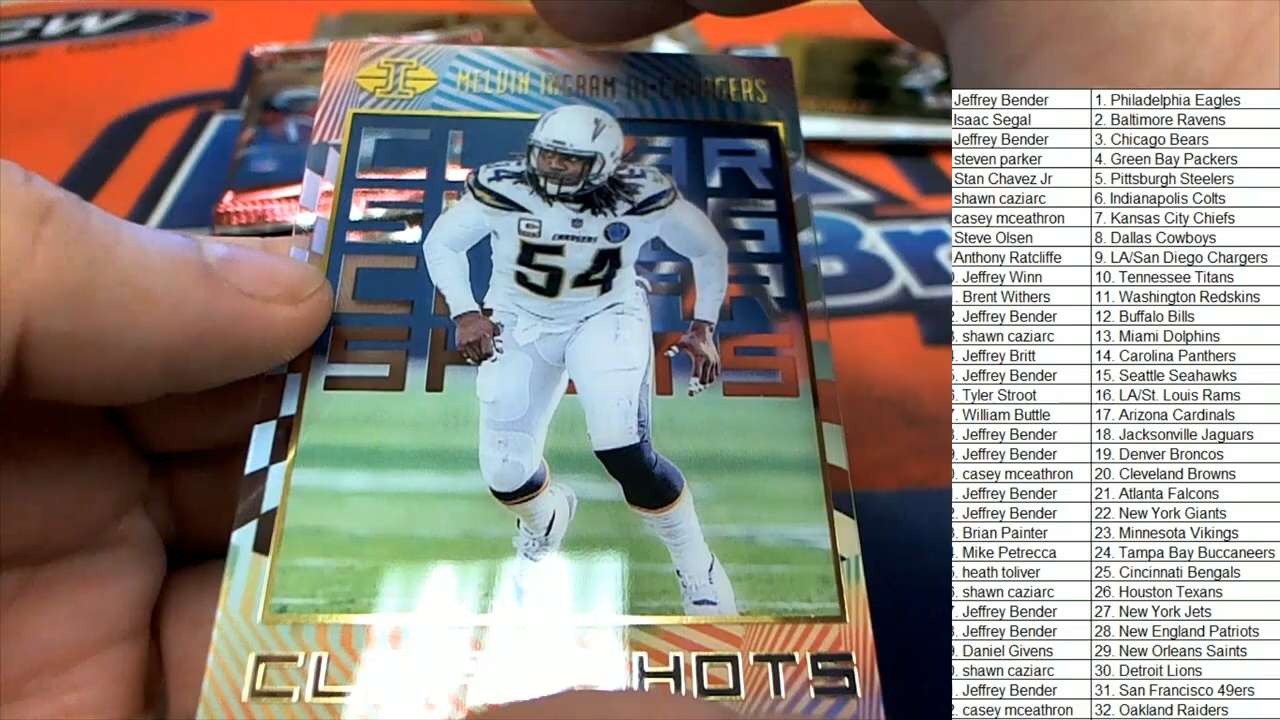 MELVIN INGRAM III • CHARGERS
C
CHARGERS
54
CLEAR SHOTS
Jeffrey Bender 1. Philadelphia Eagles
Isaac Segal 2. Baltimore Ravens
Jeffrey Bender 3. Chicago Bears
steven parker 4. Green Bay Packers
Stan Chavez Jr 5. Pittsburgh Steelers
shawn caziarc 6. Indianapolis Colts
casey mceathron 7. Kansas City Chiefs
Steve Olsen 8. Dallas Cowboys
Anthony Ratcliffe 9. LA/San Diego Chargers
Jeffrey Winn 10. Tennessee Titans
Brent Withers 11. Washington Redskins
Jeffrey Bender 12. Buffalo Bills
shawn caziarc 13. Miami Dolphins
Jeffrey Britt 14. Carolina Panthers
Jeffrey Bender 15. Seattle Seahawks
Tyler Stroot 16. LA/St. Louis Rams
William Buttle 17. Arizona Cardinals
Jeffrey Bender 18. Jacksonville Jaguars
Jeffrey Bender 19. Denver Broncos
casey mceathron 20. Cleveland Browns
Jeffrey Bender 21. Atlanta Falcons
Jeffrey Bender 22. New York Giants
Brian Painter 23. Minnesota Vikings
Mike Petrecca 24. Tampa Bay Buccaneers
heath toliver 25. Cincinnati Bengals
shawn caziarc 26. Houston Texans
Jeffrey Bender 27. New York Jets
Jeffrey Bender 28. New England Patriots
Daniel Givens 29. New Orleans Saints
shawn caziarc 30. Detroit Lions
Jeffrey Bender 31. San Francisco 49ers
casey mceathron 32. Oakland Raiders